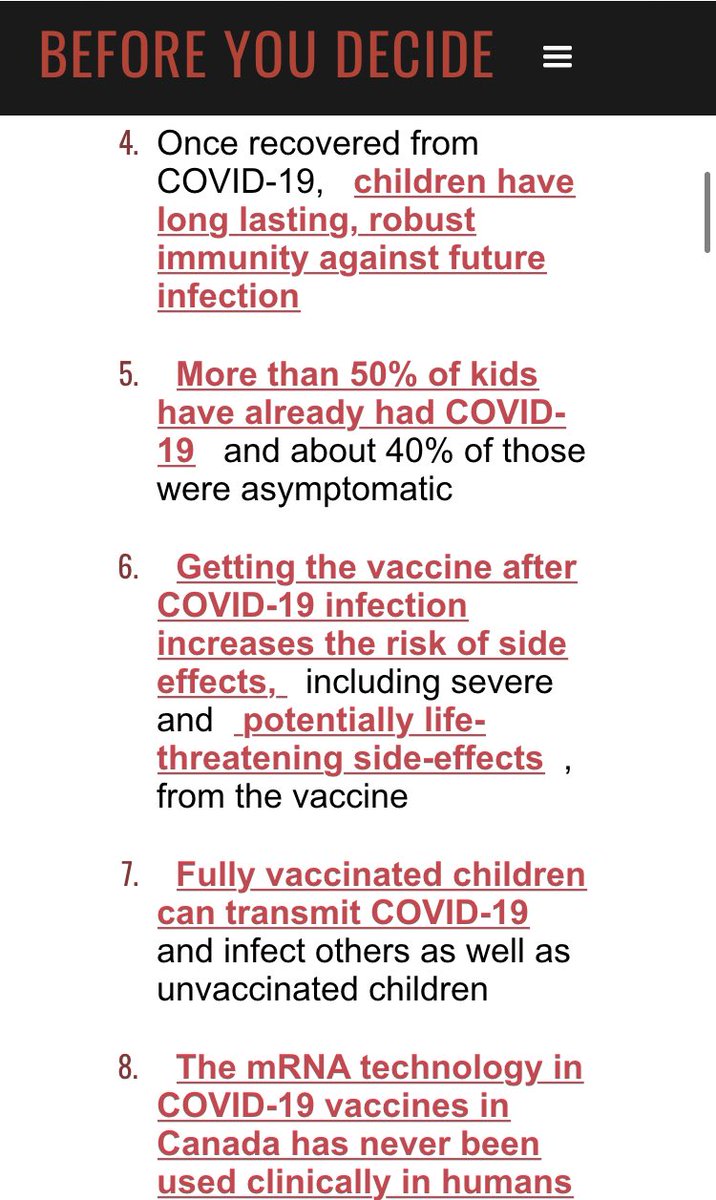 BEFORE YOU DECIDE
4. Once recovered from
COVID-19, children have
long lasting, robust
immunity against future
infection
5. More than 50% of kids
have already had COVID-
19 and about 40% of those
were asymptomatic
6. Getting the vaccine after
COVID-19 infection
increases the risk of side
effects, including severe
and potentially life-
threatening side-effects ,
from the vaccine
7. Fully vaccinated children
can transmit COVID-19
and infect others as well as
unvaccinated children
8. The mRNA technology in
COVID-19 vaccines in
Canada has never been
used clinically in humans